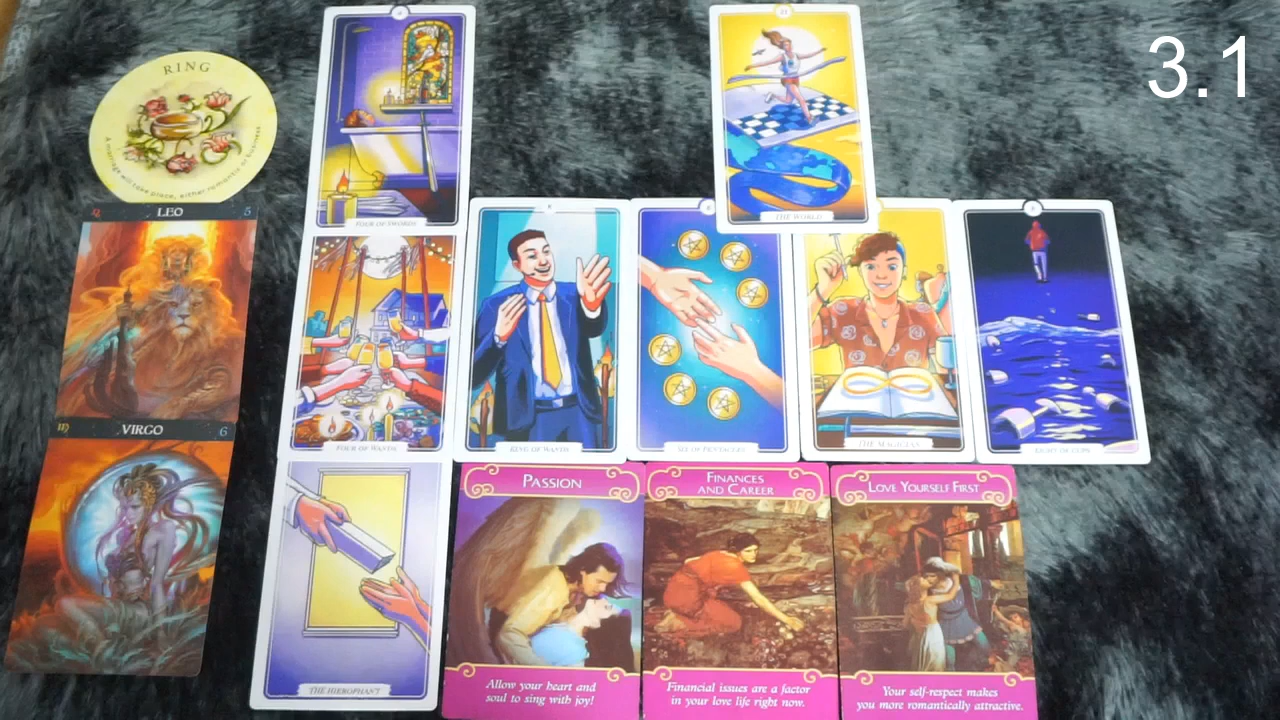 3.1
RING
A marriage will take place, either romantic or business
LEO
5
VIRGO
6
FOUR OF SWORDS
FOUR OF WANDS
THE HIEROPHANT
KING OF WANDS
SIX OF PENTACLES
THE WORLD
THE MAGICIAN
EIGHT OF CUPS
PASSION
Allow your heart and
soul to sing with joy!
FINANCES
AND CAREER
Financial issues are a factor
in your love life right now.
LOVE YOURSELF FIRST
Your self-respect makes
you more romantically attractive.